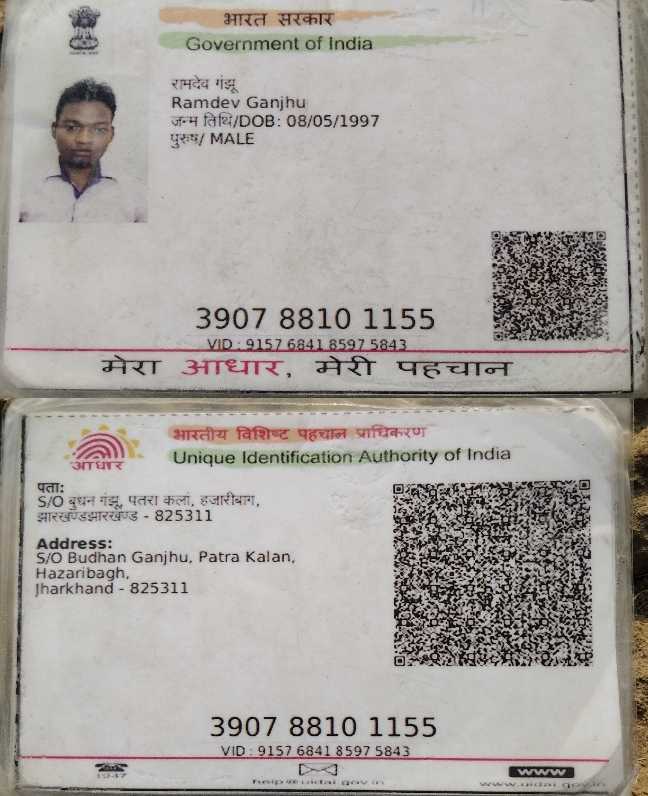 भारत सरकार
Government of India
रामदेव गंझू
Ramdev Ganjhu
जन्म तिथि/DOB: 08/05/1997
पुरुष/ MALE
3907 8810 1155
VID : 9157 6841 8597 5843
मेरा आधार, मेरी पहचान
भारतीय विशिष्ट पहचान प्राधिकरण
Unique Identification Authority of India
आधार
पता:
S/O बुधन गंझू, पतरा कलां, हजारीबाग,
झारखण्डझारखण्ड - 825311
Address:
S/O Budhan Ganjhu, Patra Kalan,
Hazaribagh,
Jharkhand - 825311
3907 8810 1155
VID : 9157 6841 8597 5843
www
1947
help@uidai.gov.in
www.uidai.gov.in